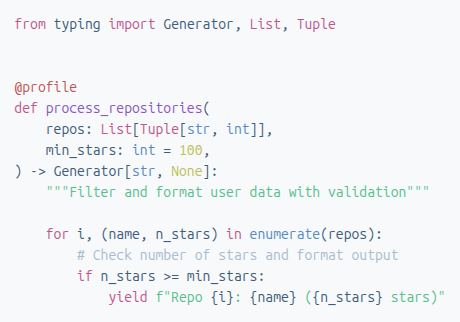 from typing import Generator, List, Tuple
@profile
def process_repositories(
    repos: List[Tuple[str, int]],
    min_stars: int = 100,
) -> Generator[str, None]:
    """Filter and format user data with validation"""
    for i, (name, n_stars) in enumerate(repos):
        # Check number of stars and format output
        if n_stars >= min_stars:
            yield f"Repo {i}: {name} ({n_stars} stars)"